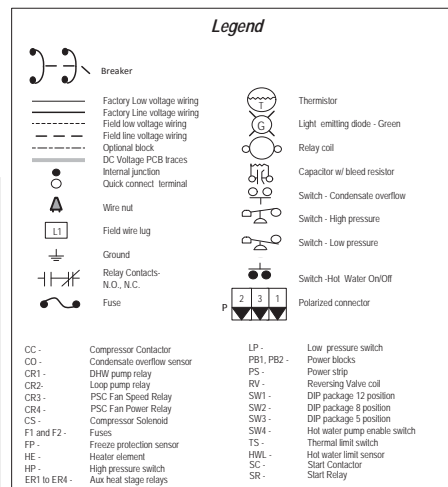 Legend
Breaker
Factory Low voltage wiring
Factory Line voltage wiring
Field low voltage wiring
Field line voltage wiring
Optional block
DC Voltage PCB traces
Internal junction
Quick connect terminal
Wire nut
L1 Field wire lug
Ground
Relay Contacts-
N.O., N.C.
Fuse
T Thermistor
G Light emitting diode - Green
Relay coil
Capacitor w/ bleed resistor
Switch - Condensate overflow
Switch - High pressure
Switch - Low pressure
Switch -Hot Water On/Off
P 2 3 1 Polarized connector
CC - Compressor Contactor
CO - Condensate overflow sensor
CR1 - DHW pump relay
CR2- Loop pump relay
CR3 - PSC Fan Speed Relay
CR4 - PSC Fan Power Relay
CS - Compressor Solenoid
F1 and F2 - Fuses
FP - Freeze protection sensor
HE - Heater element
HP - High pressure switch
ER1 to ER4 - Aux heat stage relays
LP - Low pressure switch
PB1, PB2 - Power blocks
PS - Power strip
RV - Reversing Valve coil
SW1 - DIP package 12 position
SW2 - DIP package 8 position
SW3 - DIP package 5 position
SW4 - Hot water pump enable switch
TS - Thermal limit switch
HWL - Hot water limit sensor
SC - Start Contactor
SR - Start Relay